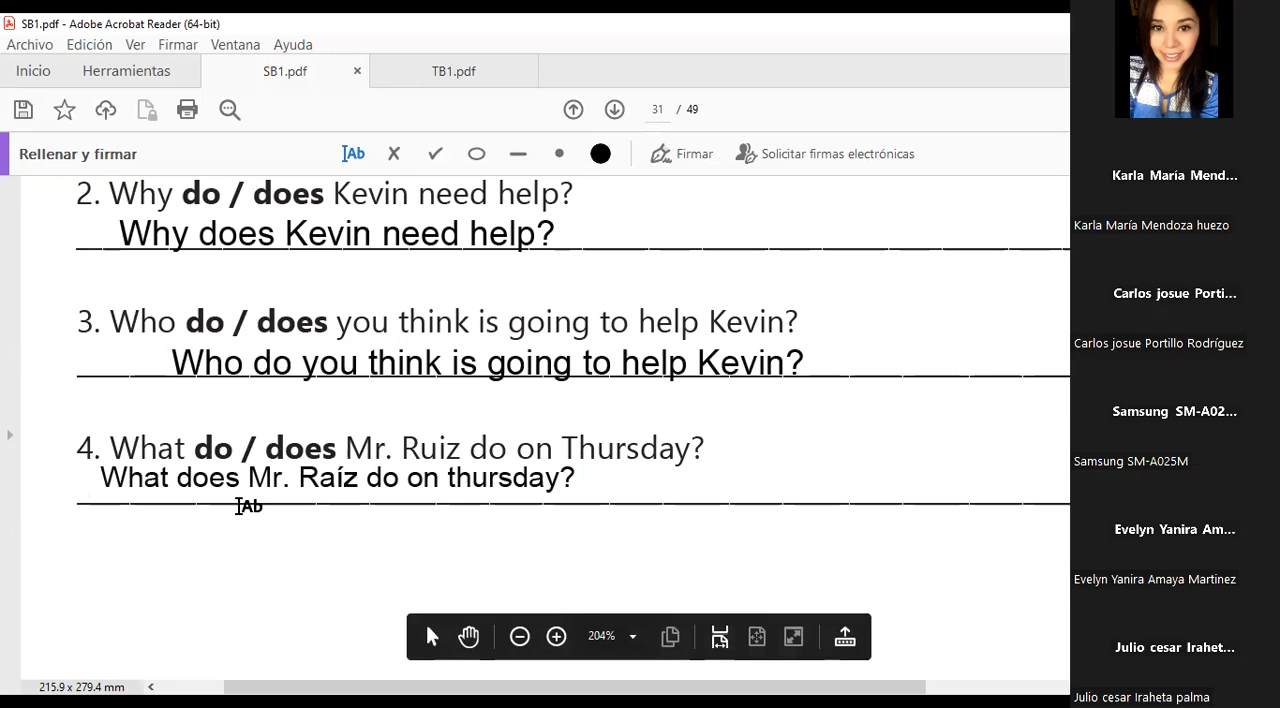 SB1.pdf - Adobe Acrobat Reader (64-bit)
Archivo Edición Ver Firmar Ventana Ayuda
Inicio Herramientas SB1.pdf × TB1.pdf
31 / 49
Rellenar y firmar Ab Firmar Solicitar firmas electrónicas
2. Why do / does Kevin need help?
Why does Kevin need help?
3. Who do / does you think is going to help Kevin?
Who do you think is going to help Kevin?
4. What do / does Mr. Ruiz do on Thursday?
What does Mr. Raíz do on thursday?
Ab
204%
215.9 x 279.4 mm
Karla María Mend...
Karla María Mendoza huezo
Carlos josue Porti...
Carlos josue Portillo Rodríguez
Samsung SM-A02...
Samsung SM-A025M
Evelyn Yanira Am...
Evelyn Yanira Amaya Martinez
Julio cesar Irahet...
Julio cesar Iraheta palma